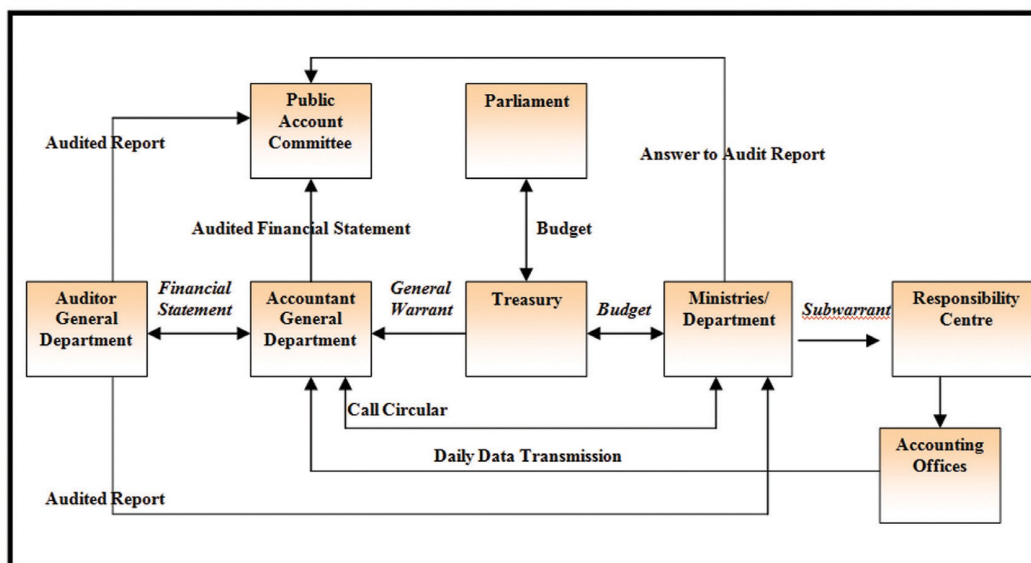 Public
Account
Committee
Parliament
Audited Report
Answer to Audit Report
Audited Financial Statement
Budget
Auditor
General
Department
Financial
Statement
Accountant
General
Department
General
Warrant
Treasury
Budget
Ministries/
Department
Subwarrant
Responsibility
Centre
Call Circular
Daily Data Transmission
Accounting
Offices
Audited Report